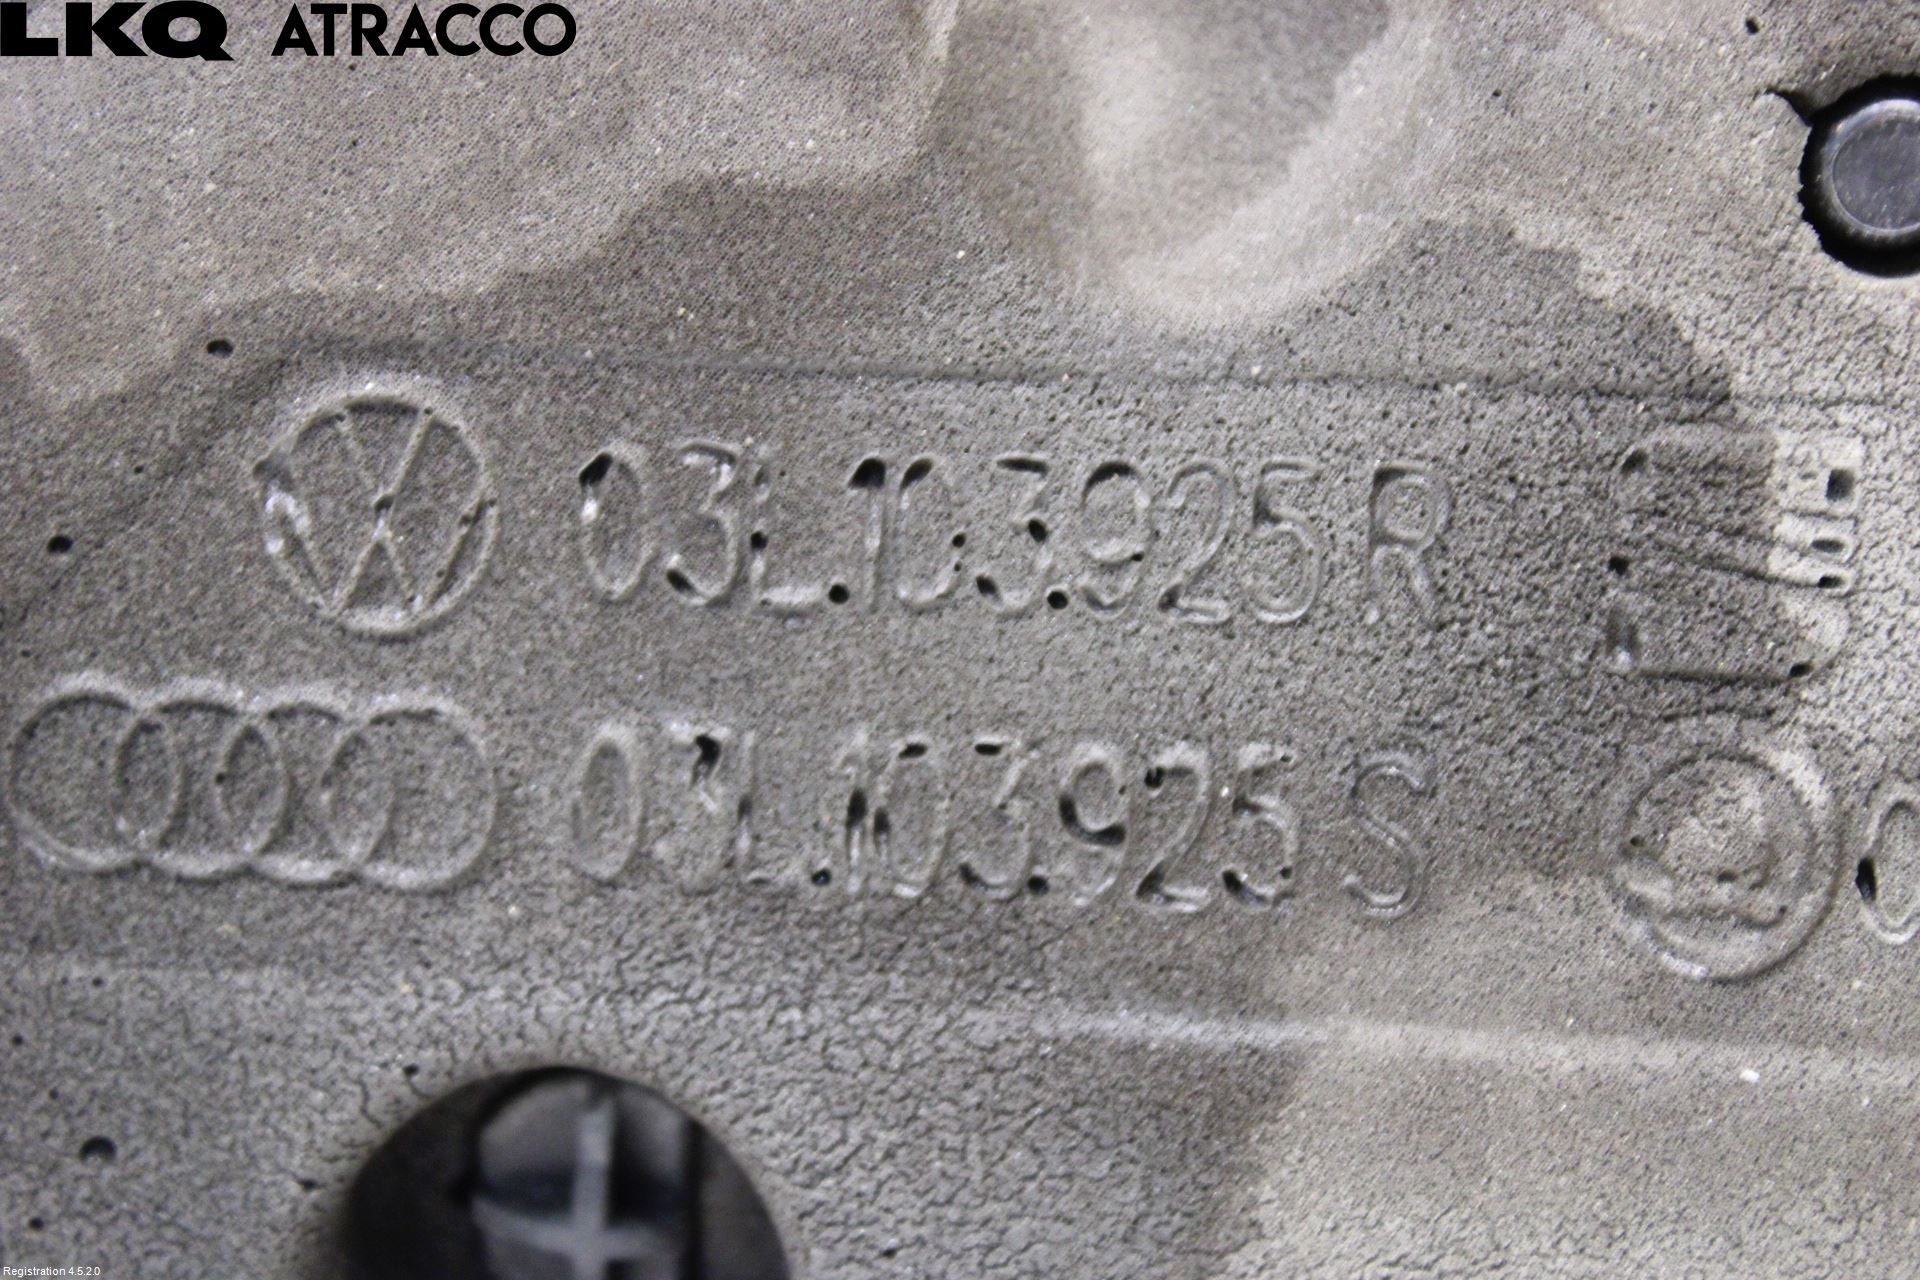 LKQ ATRACCO
03L.103.925 R
03L.103.925 S
Registration 4.5.2.0